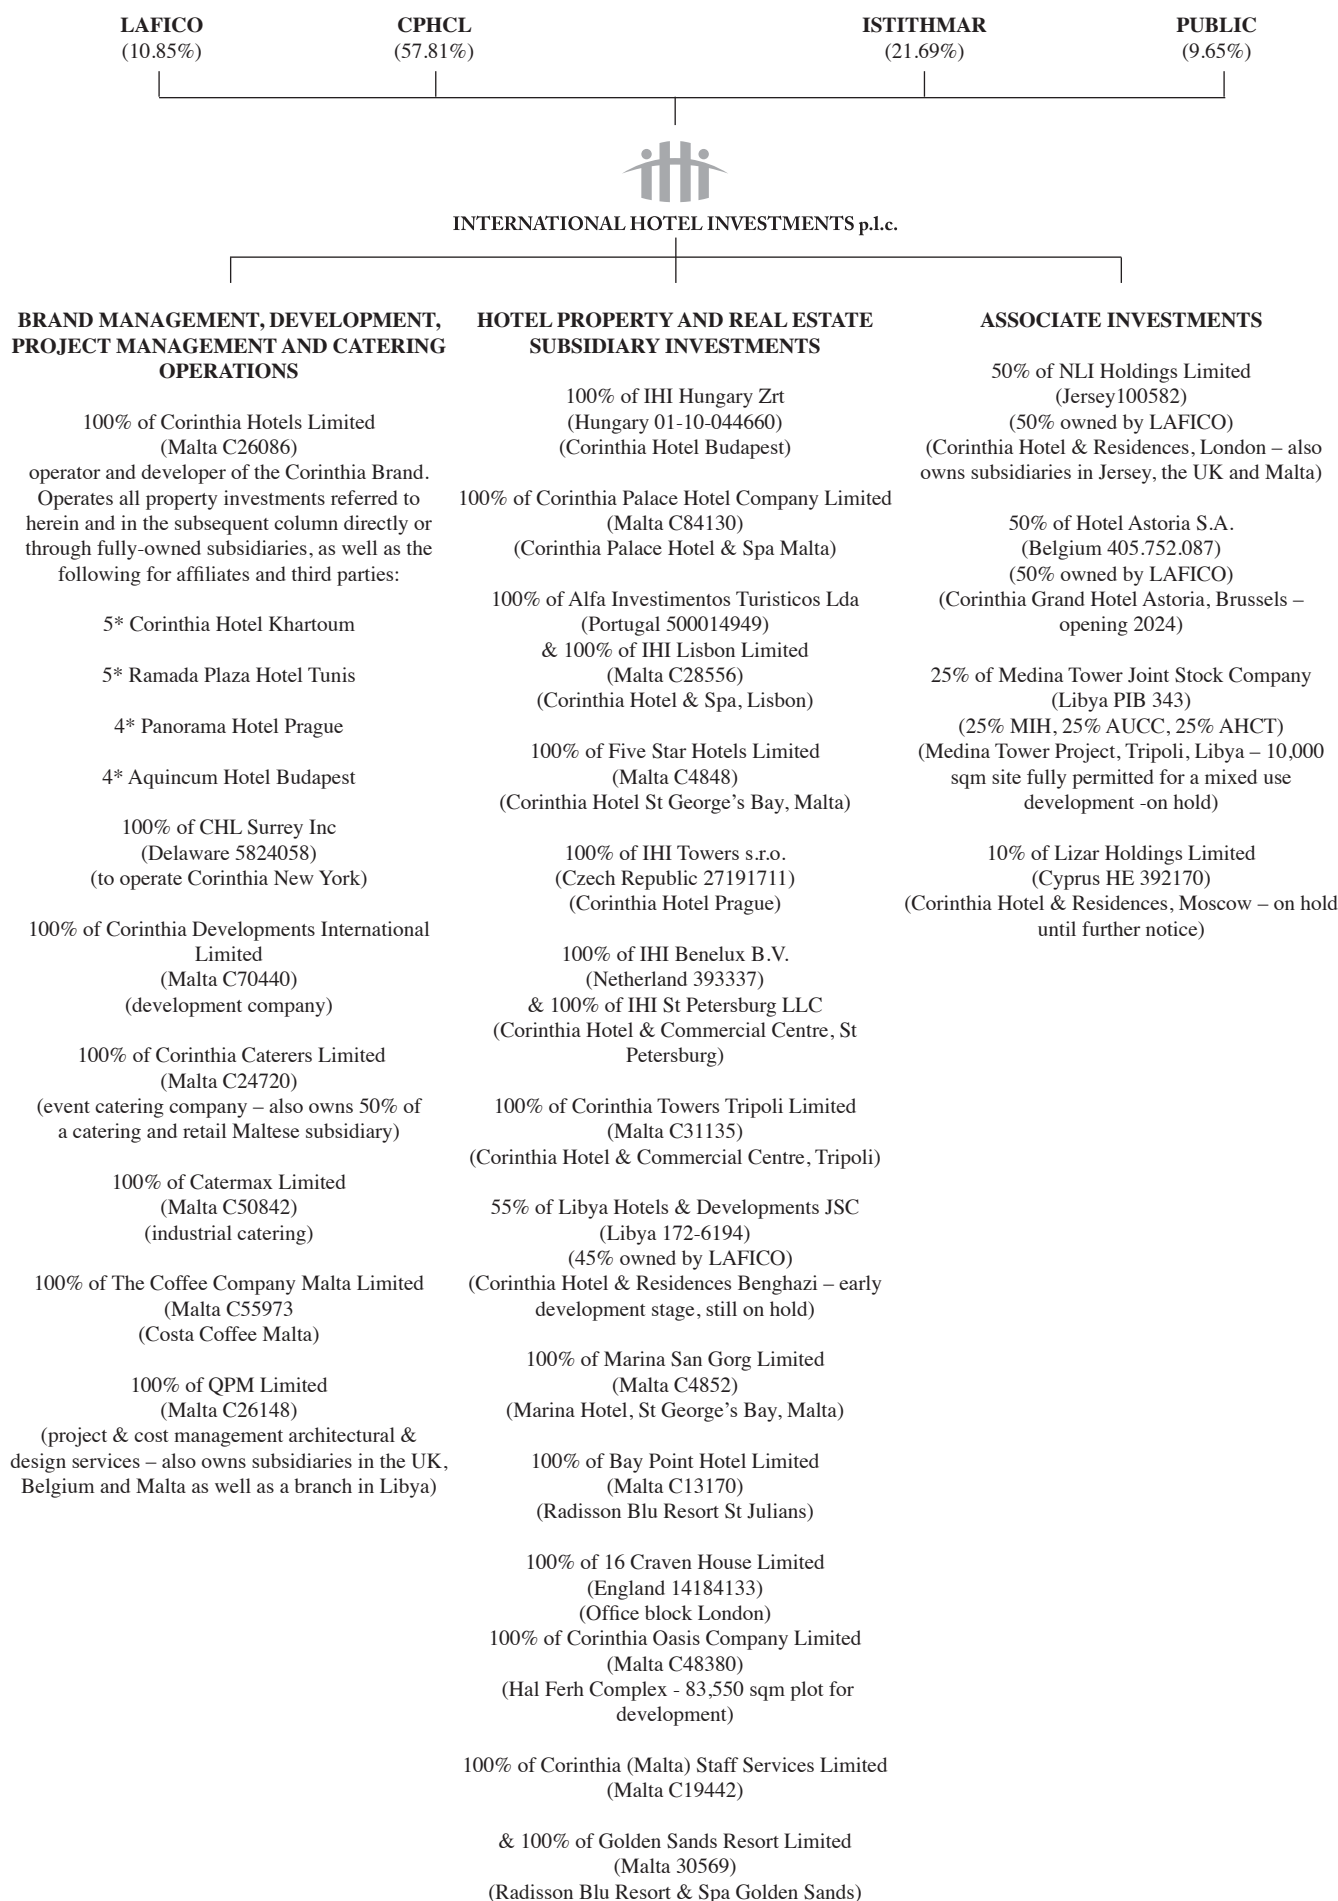 LAFICO
(10.85%)
CPHCL
(57.81%)
ISTITHMAR
(21.69%)
PUBLIC
(9.65%)
IHI
INTERNATIONAL HOTEL INVESTMENTS p.l.c.
BRAND MANAGEMENT, DEVELOPMENT,
PROJECT MANAGEMENT AND CATERING
OPERATIONS
100% of Corinthia Hotels Limited
(Malta C26086)
operator and developer of the Corinthia Brand.
Operates all property investments referred to
herein and in the subsequent column directly or
through fully-owned subsidiaries, as well as the
following for affiliates and third parties:
5* Corinthia Hotel Khartoum
5* Ramada Plaza Hotel Tunis
4* Panorama Hotel Prague
4* Aquincum Hotel Budapest
100% of CHL Surrey Inc
(Delaware 5824058)
(to operate Corinthia New York)
100% of Corinthia Developments International
Limited
(Malta C70440)
(development company)
100% of Corinthia Caterers Limited
(Malta C24720)
(event catering company – also owns 50% of
a catering and retail Maltese subsidiary)
100% of Catermax Limited
(Malta C50842)
(industrial catering)
100% of The Coffee Company Malta Limited
(Malta C55973
(Costa Coffee Malta)
100% of QPM Limited
(Malta C26148)
(project & cost management architectural &
design services – also owns subsidiaries in the UK,
Belgium and Malta as well as a branch in Libya)
HOTEL PROPERTY AND REAL ESTATE
SUBSIDIARY INVESTMENTS
100% of IHI Hungary Zrt
(Hungary 01-10-044660)
(Corinthia Hotel Budapest)
100% of Corinthia Palace Hotel Company Limited
(Malta C84130)
(Corinthia Palace Hotel & Spa Malta)
100% of Alfa Investimentos Turisticos Lda
(Portugal 500014949)
& 100% of IHI Lisbon Limited
(Malta C28556)
(Corinthia Hotel & Spa, Lisbon)
100% of Five Star Hotels Limited
(Malta C4848)
(Corinthia Hotel St George’s Bay, Malta)
100% of IHI Towers s.r.o.
(Czech Republic 27191711)
(Corinthia Hotel Prague)
100% of IHI Benelux B.V.
(Netherland 393337)
& 100% of IHI St Petersburg LLC
(Corinthia Hotel & Commercial Centre, St
Petersburg)
100% of Corinthia Towers Tripoli Limited
(Malta C31135)
(Corinthia Hotel & Commercial Centre, Tripoli)
55% of Libya Hotels & Developments JSC
(Libya 172-6194)
(45% owned by LAFICO)
(Corinthia Hotel & Residences Benghazi – early
development stage, still on hold)
100% of Marina San Gorg Limited
(Malta C4852)
(Marina Hotel, St George’s Bay, Malta)
100% of Bay Point Hotel Limited
(Malta C13170)
(Radisson Blu Resort St Julians)
100% of 16 Craven House Limited
(England 14184133)
(Office block London)
100% of Corinthia Oasis Company Limited
(Malta C48380)
(Hal Ferh Complex - 83,550 sqm plot for
development)
100% of Corinthia (Malta) Staff Services Limited
(Malta C19442)
& 100% of Golden Sands Resort Limited
(Malta 30569)
(Radisson Blu Resort & Spa Golden Sands)
ASSOCIATE INVESTMENTS
50% of NLI Holdings Limited
(Jersey100582)
(50% owned by LAFICO)
(Corinthia Hotel & Residences, London – also
owns subsidiaries in Jersey, the UK and Malta)
50% of Hotel Astoria S.A.
(Belgium 405.752.087)
(50% owned by LAFICO)
(Corinthia Grand Hotel Astoria, Brussels –
opening 2024)
25% of Medina Tower Joint Stock Company
(Libya PIB 343)
(25% MIH, 25% AUCC, 25% AHCT)
(Medina Tower Project, Tripoli, Libya – 10,000
sqm site fully permitted for a mixed use
development -on hold)
10% of Lizar Holdings Limited
(Cyprus HE 392170)
(Corinthia Hotel & Residences, Moscow – on hold
until further notice)